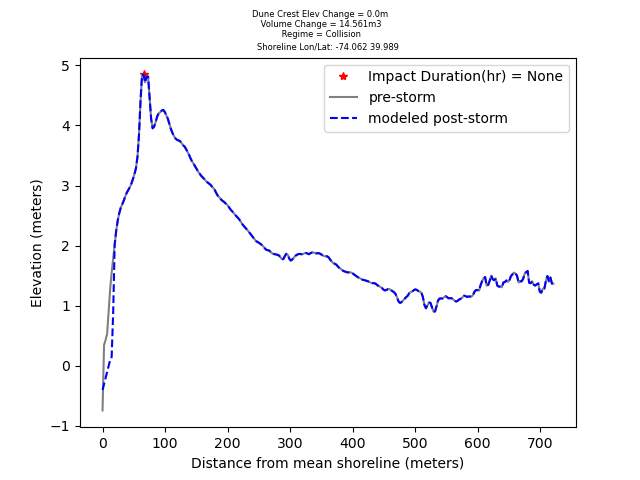 Dune Crest Elev Change = 0.0m
Volume Change = 14.561m3
Regime = Collision
Shoreline Lon/Lat: -74.062 39.989
Impact Duration(hr) = None
pre-storm
modeled post-storm
5
4
3
2
1
0
−1
Elevation (meters)
0 100 200 300 400 500 600 700
Distance from mean shoreline (meters)